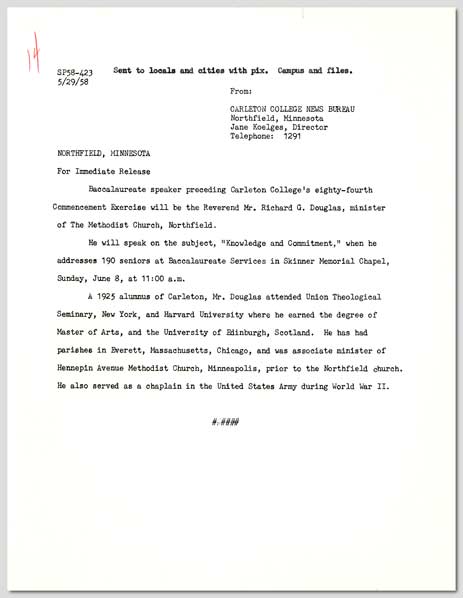 14
SP58-423
Sent to locals and cities with pix. Campus and files.
5/29/58
From:
CARLETON COLLEGE NEWS BUREAU
Northfield, Minnesota
Jane Koelges, Director
Telephone: 1291
NORTHFIELD, MINNESOTA
For Immediate Release
Baccalaureate speaker preceding Carleton College's eighty-fourth
Commencement Exercise will be the Reverend Mr. Richard G. Douglas, minister
of The Methodist Church, Northfield.
He will speak on the subject, "Knowledge and Commitment," when he
addresses 190 seniors at Baccalaureate Services in Skinner Memorial Chapel,
Sunday, June 8, at 11:00 a.m.
A 1925 alumnus of Carleton, Mr. Douglas attended Union Theological
Seminary, New York, and Harvard University where he earned the degree of
Master of Arts, and the University of Edinburgh, Scotland. He has had
parishes in Everett, Massachusetts, Chicago, and was associate minister of
Hennepin Avenue Methodist Church, Minneapolis, prior to the Northfield church.
He also served as a chaplain in the United States Army during World War II.
#.####